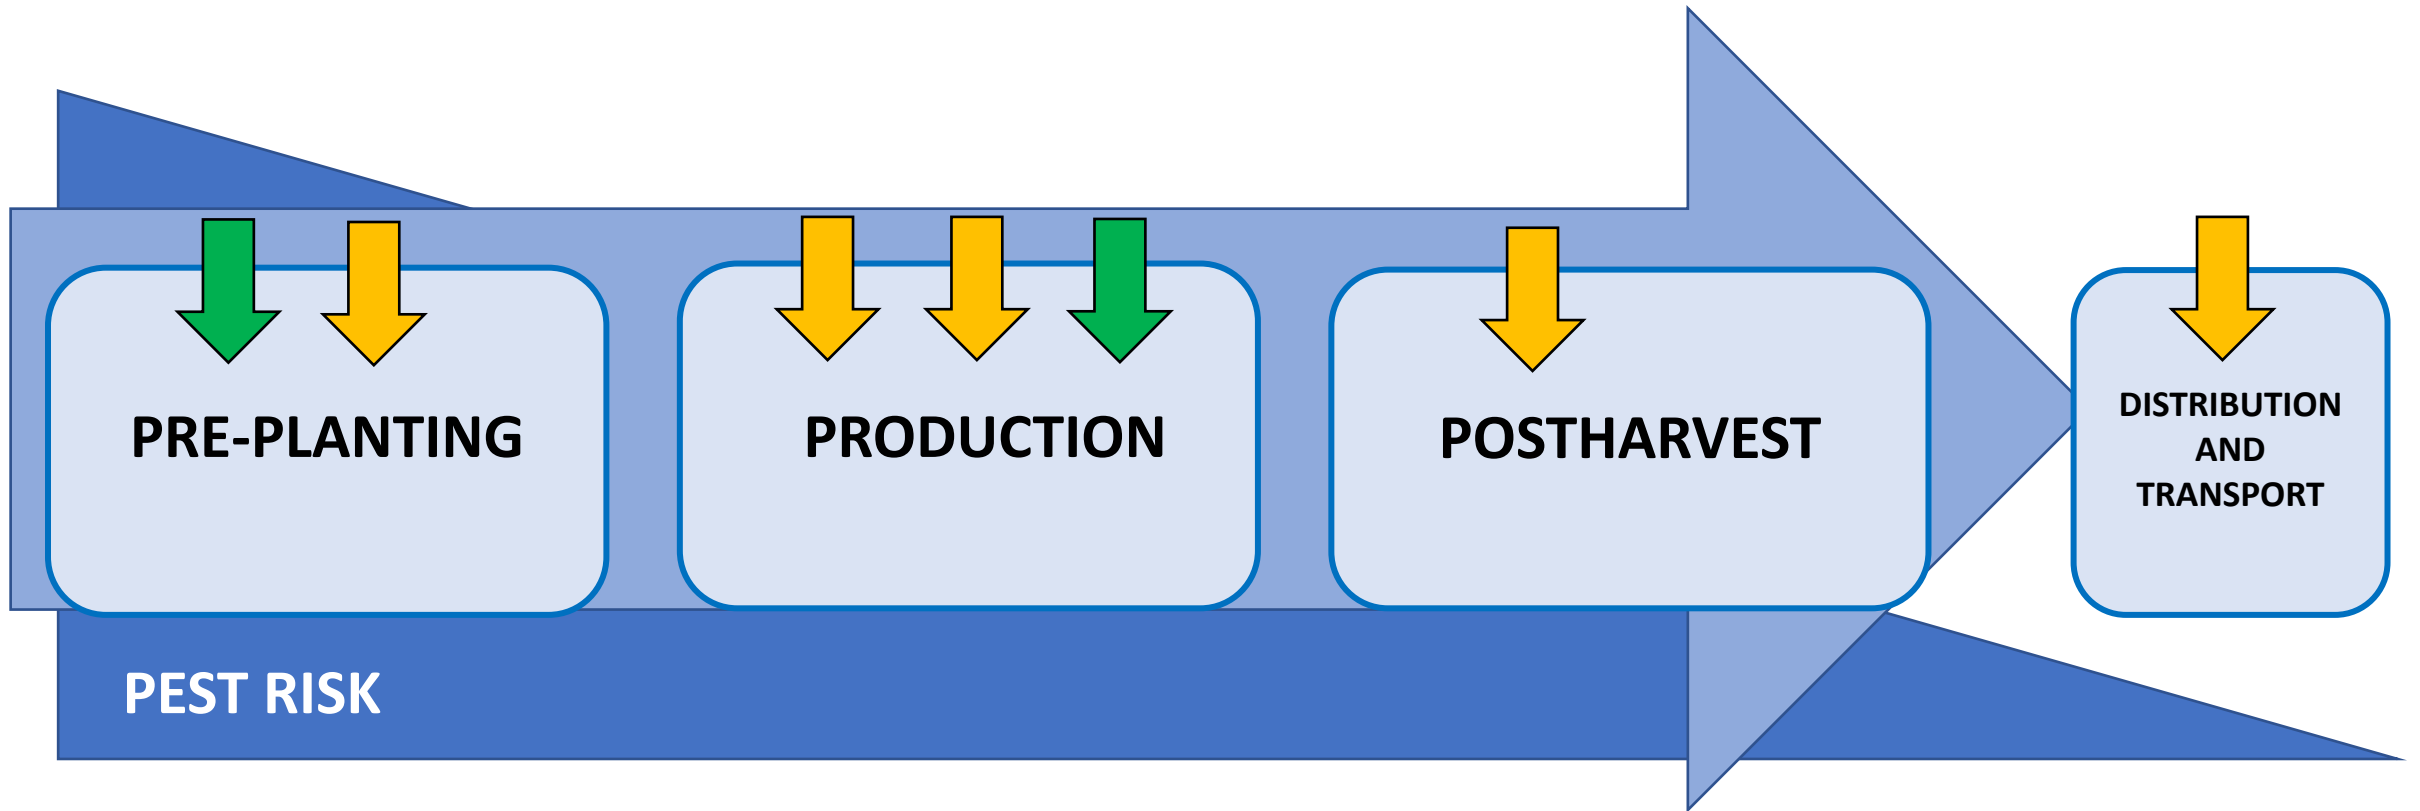 PRE-PLANTING
PRODUCTION
POSTHARVEST
DISTRIBUTION
AND
TRANSPORT
PEST RISK